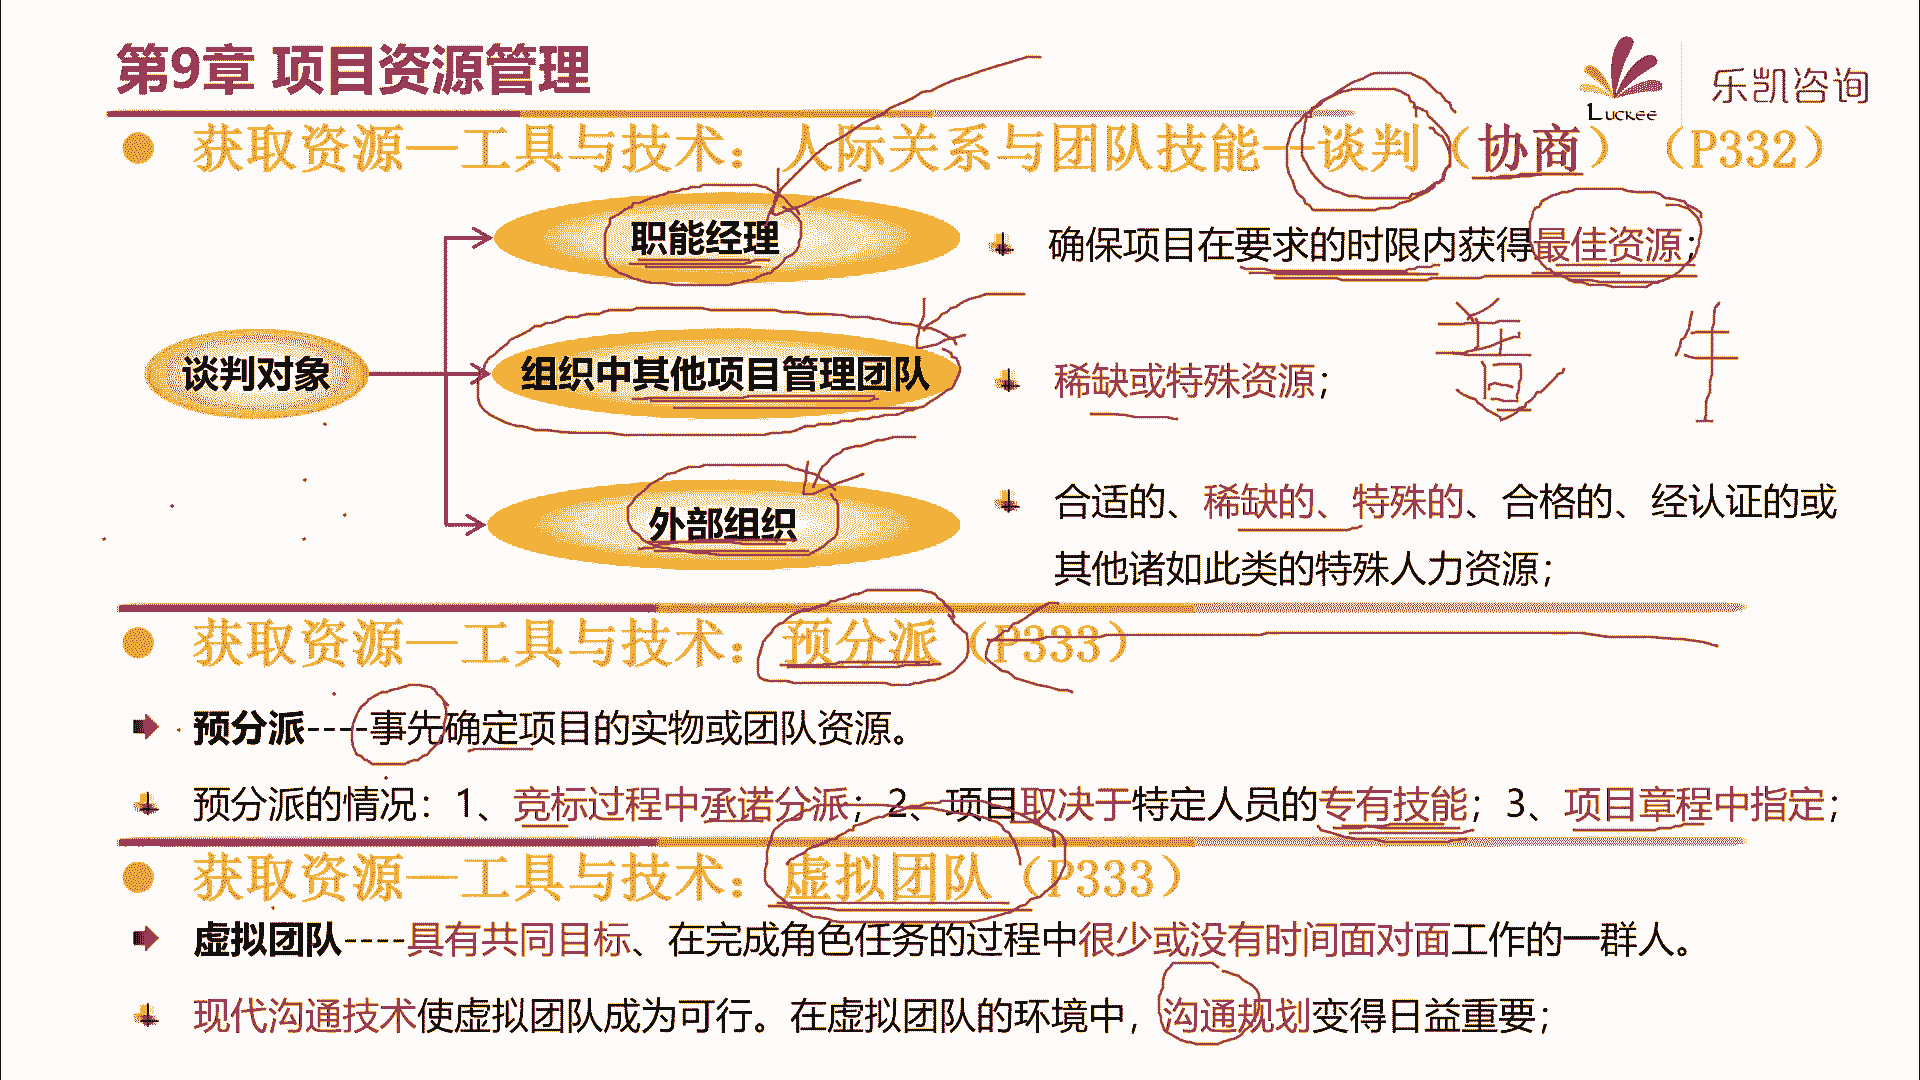 第9章 项目资源管理
Luckee 乐凯咨询
获取资源—工具与技术：人际关系与团队技能—谈判（协商）（P332）
职能经理
确保项目在要求的时限内获得最佳资源；
普 牛
谈判对象
组织中其他项目管理团队
稀缺或特殊资源；
外部组织
合适的、稀缺的、特殊的、合格的、经认证的或
其他诸如此类的特殊人力资源；
获取资源—工具与技术：预分派（P333）
预分派----事先确定项目的实物或团队资源。
预分派的情况：1、竞标过程中承诺分派；2、项目取决于特定人员的专有技能；3、项目章程中指定；
获取资源—工具与技术：虚拟团队（P333）
虚拟团队----具有共同目标、在完成角色任务的过程中很少或没有时间面对面工作的一群人。
现代沟通技术使虚拟团队成为可行。在虚拟团队的环境中，沟通规划变得日益重要；